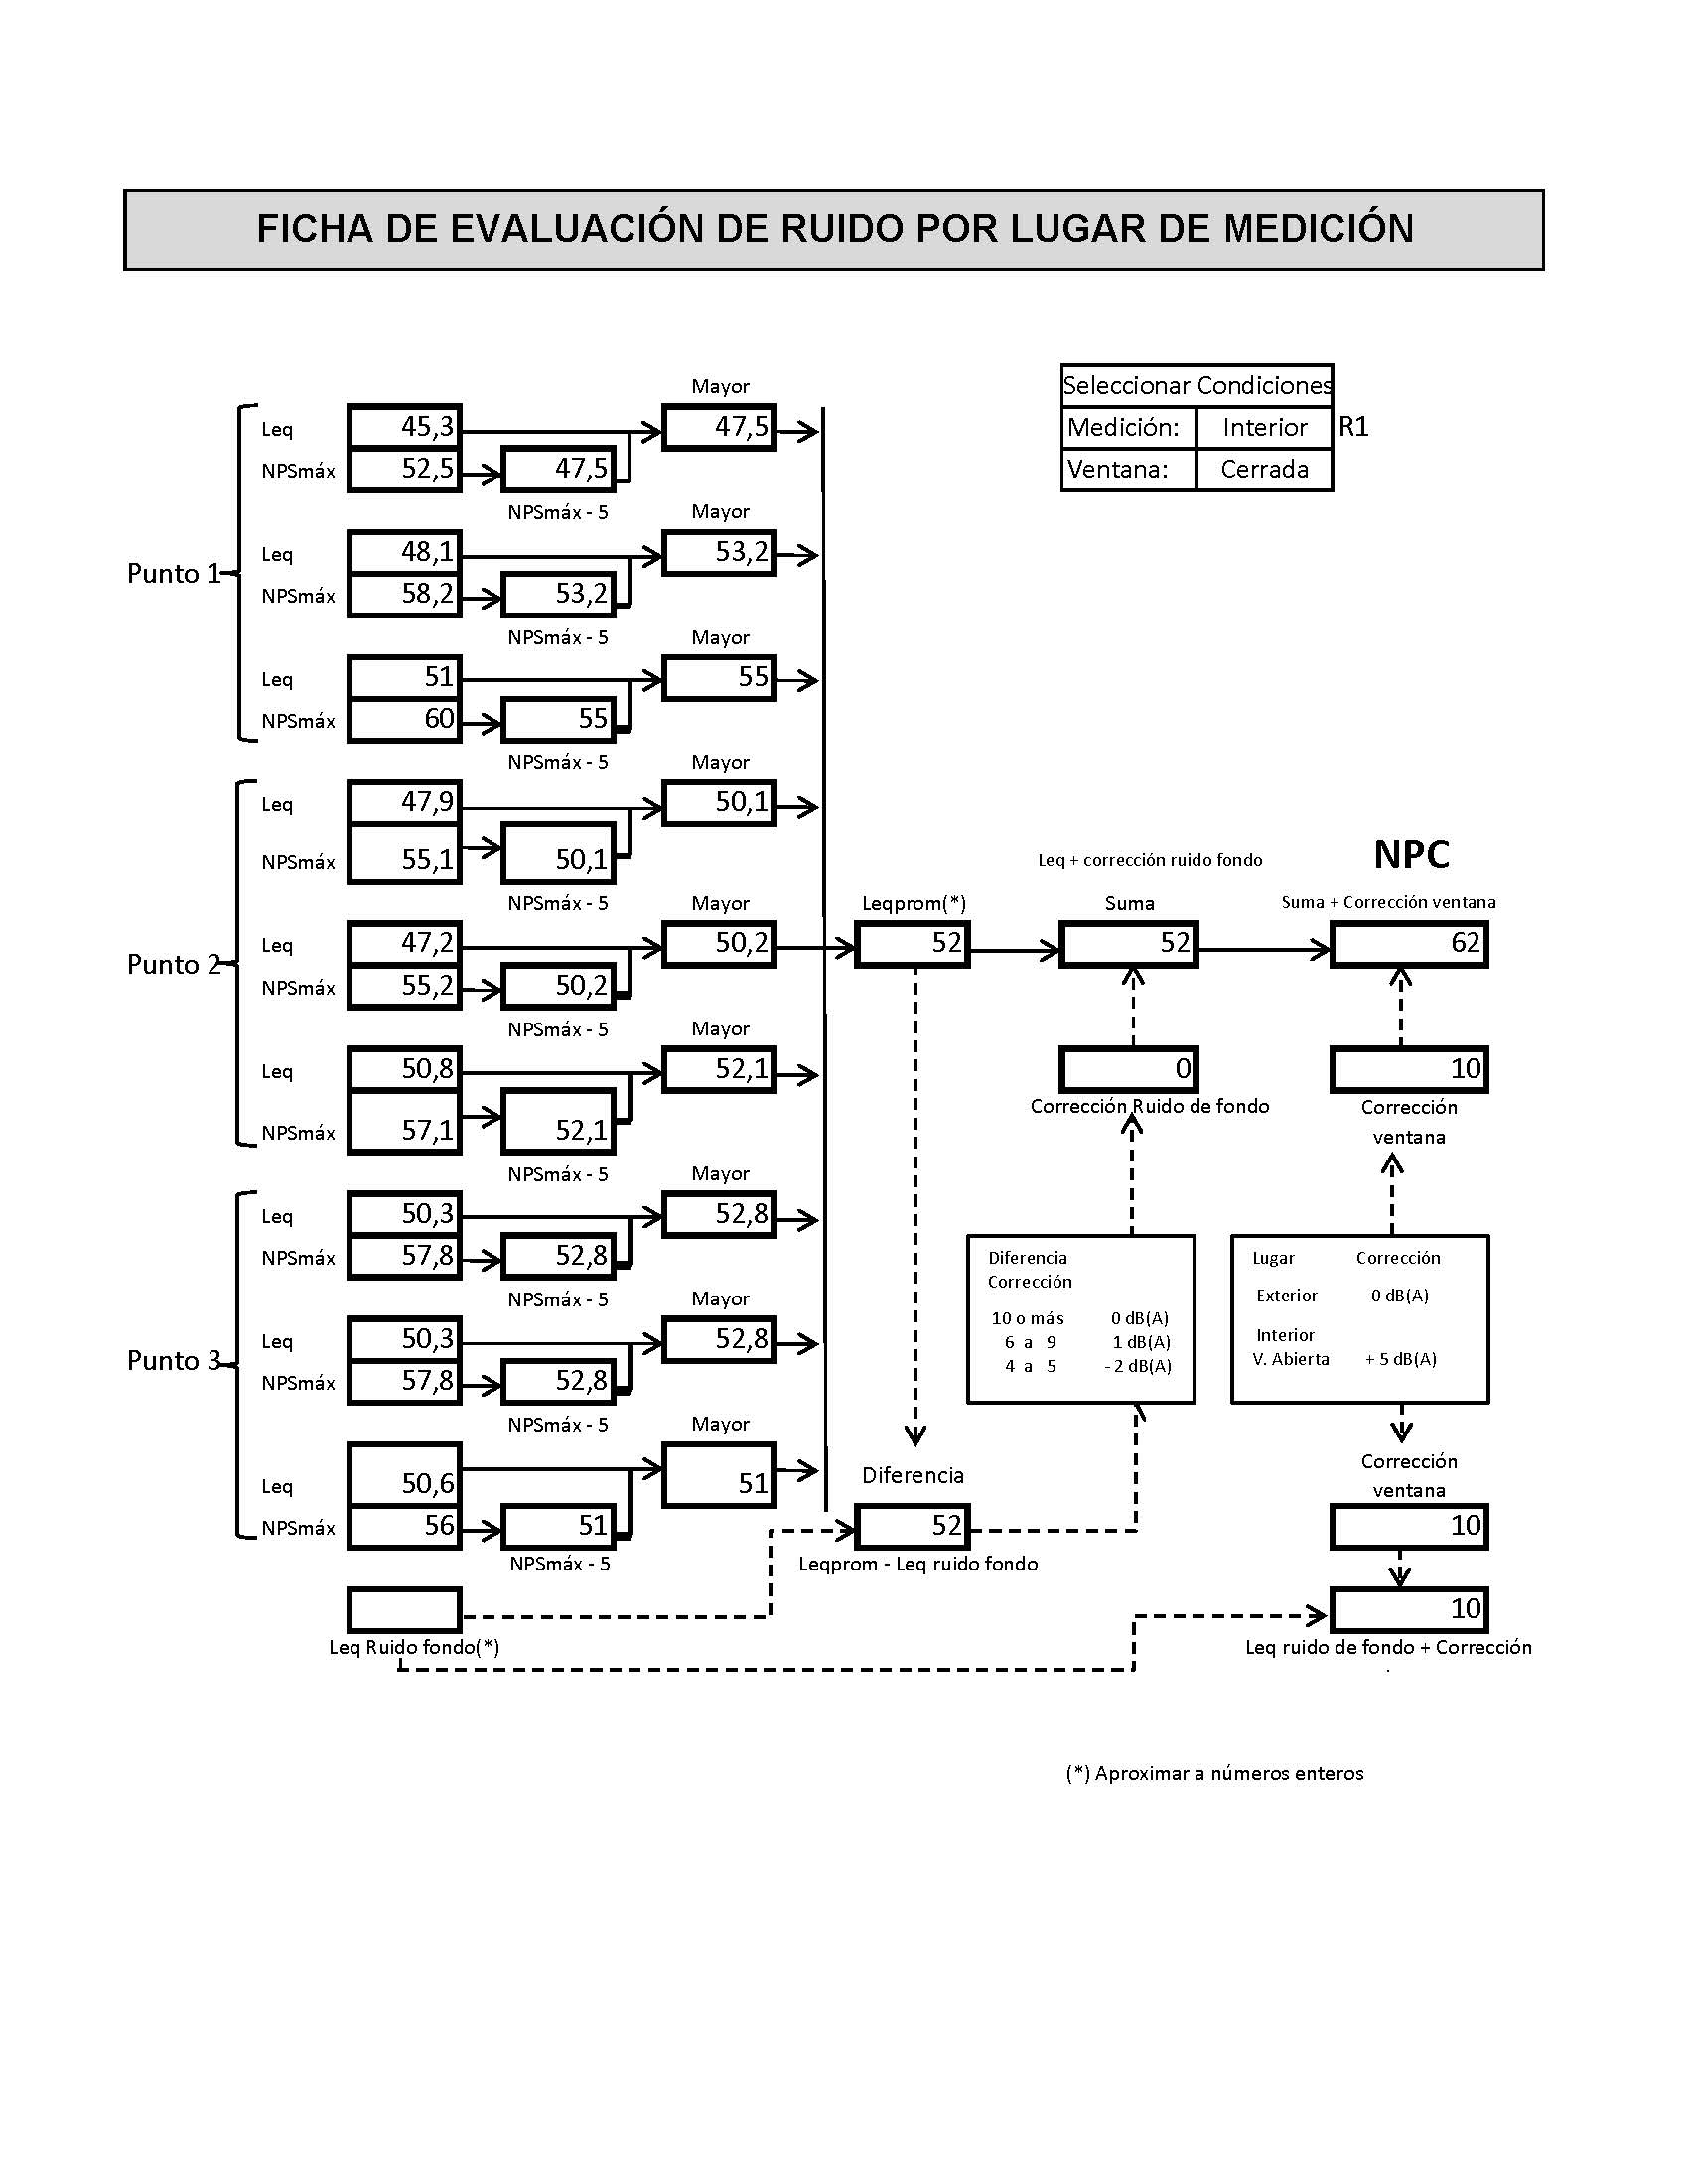 FICHA DE EVALUACIÓN DE RUIDO POR LUGAR DE MEDICIÓN
Seleccionar Condiciones
Medición: Interior R1
Ventana: Cerrada
Punto 1
Mayor
Leq 45,3 47,5
NPSmáx 52,5 47,5
NPSmáx - 5
Mayor
Leq 48,1 53,2
NPSmáx 58,2 53,2
NPSmáx - 5
Mayor
Leq 51 55
NPSmáx 60 55
NPSmáx - 5
Punto 2
Mayor
Leq 47,9 50,1
NPSmáx 55,1 50,1
NPSmáx - 5
Mayor
Leq 47,2 50,2
NPSmáx 55,2 50,2
NPSmáx - 5
Mayor
Leq 50,8 52,1
NPSmáx 57,1 52,1
NPSmáx - 5
Punto 3
Mayor
Leq 50,3 52,8
NPSmáx 57,8 52,8
NPSmáx - 5
Mayor
Leq 50,3 52,8
NPSmáx 57,8 52,8
NPSmáx - 5
Mayor
Leq 50,6 51
NPSmáx 56 51
NPSmáx - 5
Leq Ruido fondo(*)
Leqprom(*)
52
Leq + corrección ruido fondo
Suma
52
NPC
Suma + Corrección ventana
62
0
Corrección Ruido de fondo
10
Corrección
ventana
Diferencia
Corrección
10 o más 0 dB(A)
6 a 9 1 dB(A)
4 a 5 - 2 dB(A)
Lugar Corrección
Exterior 0 dB(A)
Interior
V. Abierta + 5 dB(A)
Diferencia
52
Leqprom - Leq ruido fondo
Corrección
ventana
10
10
Leq ruido de fondo + Corrección
(*) Aproximar a números enteros